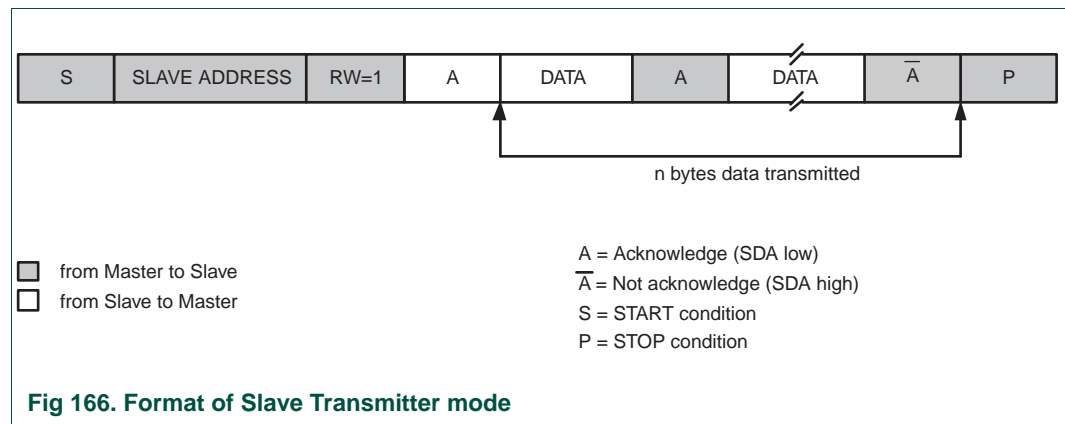 S SLAVE ADDRESS RW=1 A DATA A DATA A̅ P
n bytes data transmitted
from Master to Slave
from Slave to Master
A = Acknowledge (SDA low)
A̅ = Not acknowledge (SDA high)
S = START condition
P = STOP condition
Fig 166. Format of Slave Transmitter mode